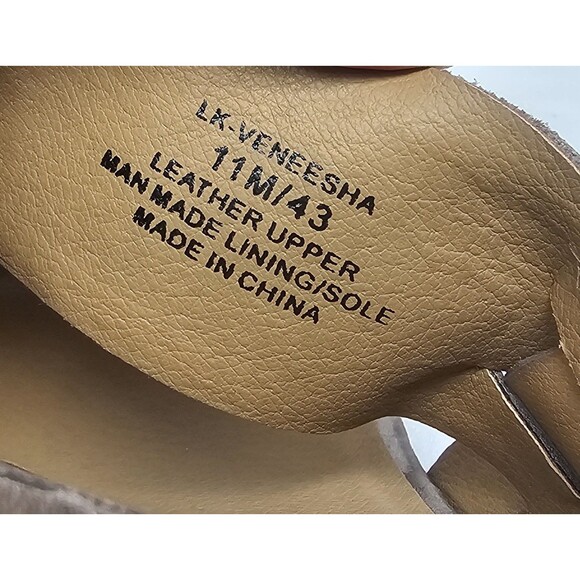 LK-VENEESHA
11M/43
LEATHER UPPER
MAN MADE LINING/SOLE
MADE IN CHINA